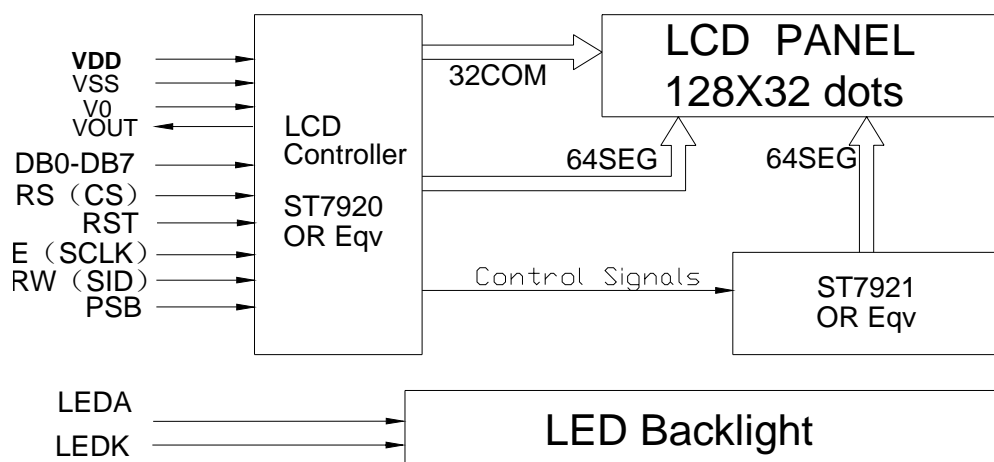 VDD
VSS
V0
VOUT
DB0-DB7
RS（CS）
RST
E（SCLK）
RW（SID）
PSB
LCD
Controller
ST7920
OR Eqv
32COM
64SEG
64SEG
LCD PANEL
128X32 dots
Control Signals
ST7921
OR Eqv
LEDA
LEDK
LED Backlight